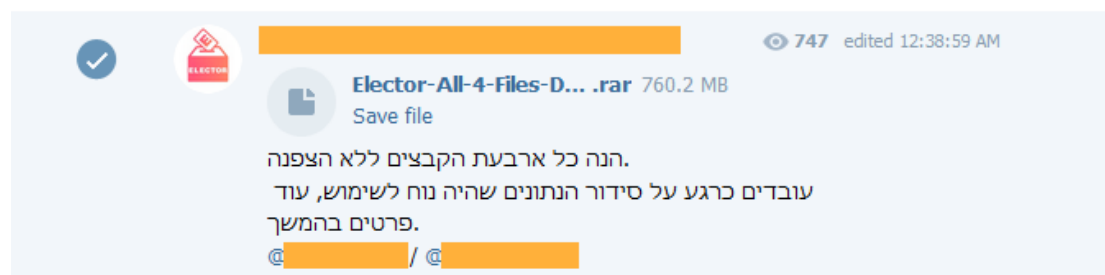 ELECTOR
747 edited 12:38:59 AM
Elector-All-4-Files-D... .rar 760.2 MB
Save file
הנה כל ארבעת הקבצים ללא הצפנה.
עובדים כרגע על סידור הנתונים שהיה נוח לשימוש, עוד
פרטים בהמשך.
@ / @